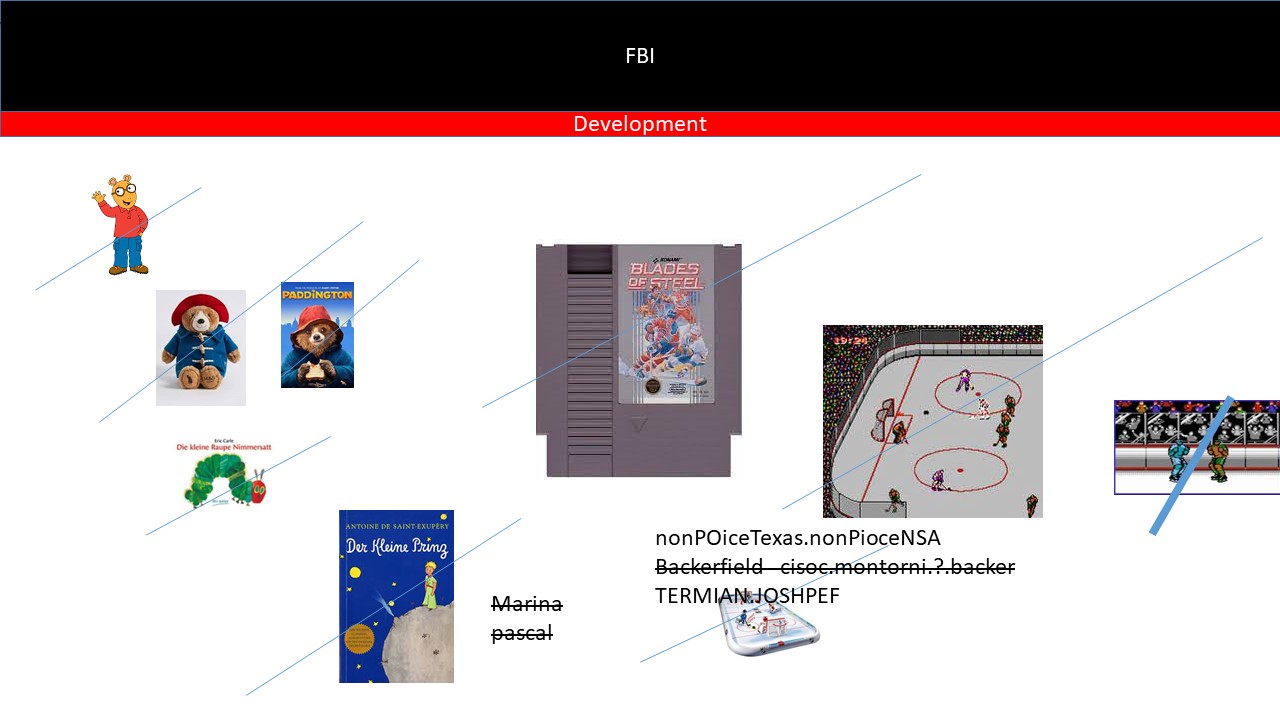 FBI
Development
KONAMI
BLADES
OF STEEL
PADDINGTON
19:24
Eric Carle
Die kleine Raupe Nimmersatt
ANTOINE DE SAINT-EXUPÉRY
Der Kleine Prinz
nonPOiceTexas.nonPioceNSA
Backerfield - cisoc.montorni.?.backer
TERMIAN.JOSHPEF
Marina
pascal